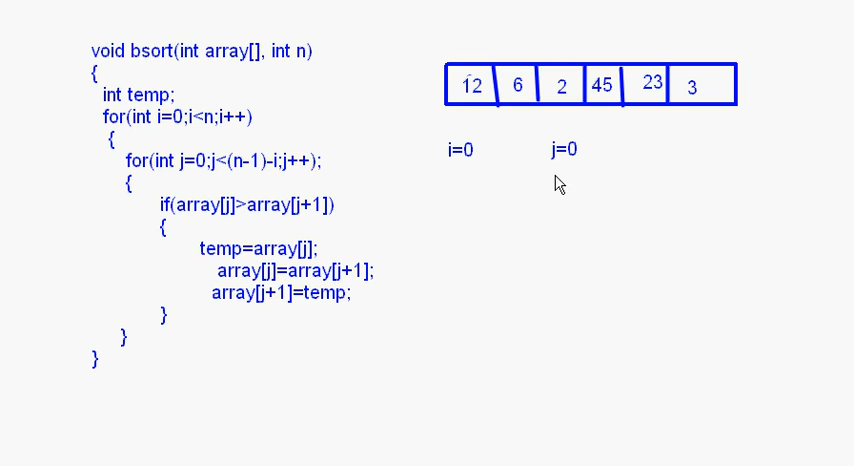 void bsort(int array[], int n)
{
int temp;
for(int i=0;i<n;i++)
{
for(int j=0;j<(n-1)-i;j++);
{
if(array[j]>array[j+1])
{
temp=array[j];
array[j]=array[j+1];
array[j+1]=temp;
}
}
}
12 6 2 45 23 3
i=0 j=0